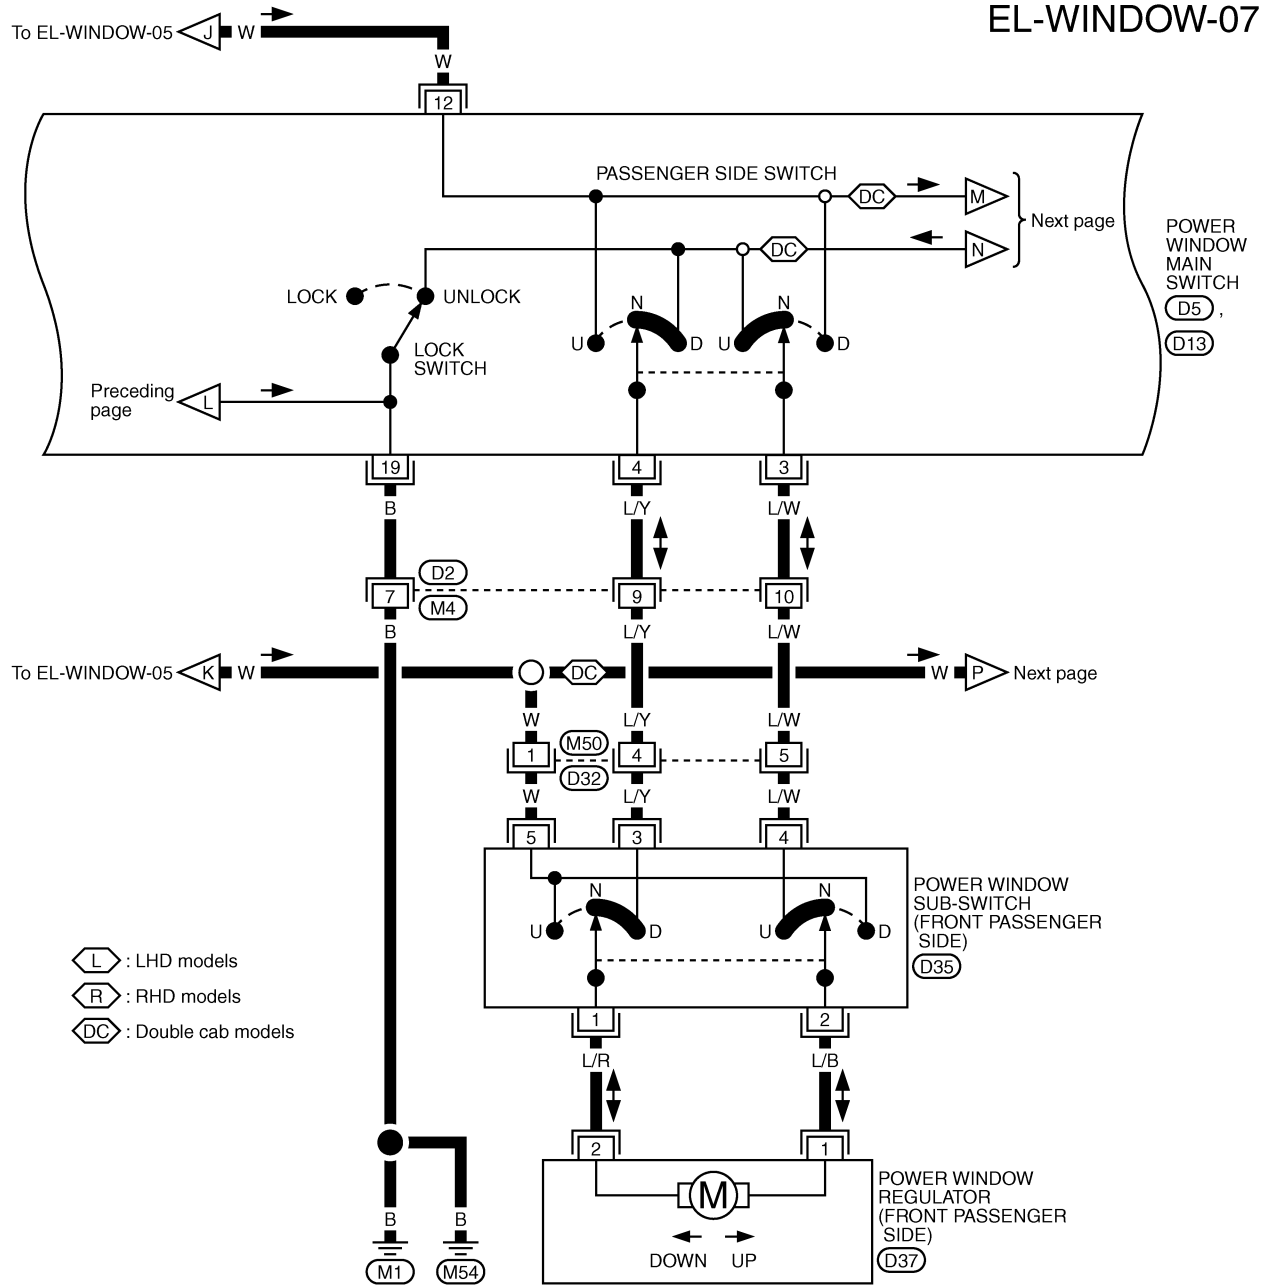 EL-WINDOW-07
To EL-WINDOW-05 J W
W
12
PASSENGER SIDE SWITCH
DC M
Next page
DC N
POWER
WINDOW
MAIN
SWITCH
D5 ,
D13
LOCK UNLOCK
N N
U D U D
LOCK
SWITCH
Preceding
page
L
19 4 3
B L/Y L/W
D2
7 9 10
M4
B L/Y L/W
To EL-WINDOW-05 K W DC W P Next page
W L/Y L/W
M50
1 4 5
D32
W L/Y L/W
5 3 4
N N
U D U D
POWER WINDOW
SUB-SWITCH
(FRONT PASSENGER
SIDE)
D35
L : LHD models
R : RHD models
DC : Double cab models
1 2
L/R L/B
2 1
M
DOWN UP
POWER WINDOW
REGULATOR
(FRONT PASSENGER
SIDE)
D37
B B
M1 M54